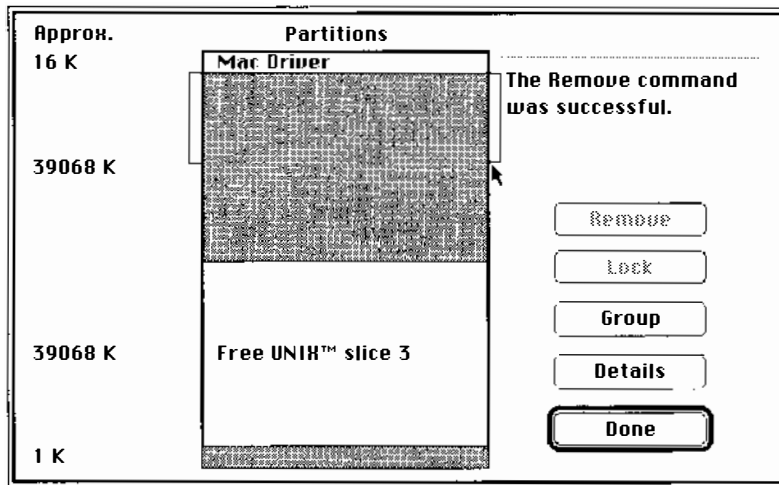 Approx. Partitions
16 K Mac Driver
The Remove command
was successful.
39068 K
Remove
Lock
Group
39068 K Free UNIX™ slice 3
Details
Done
1 K